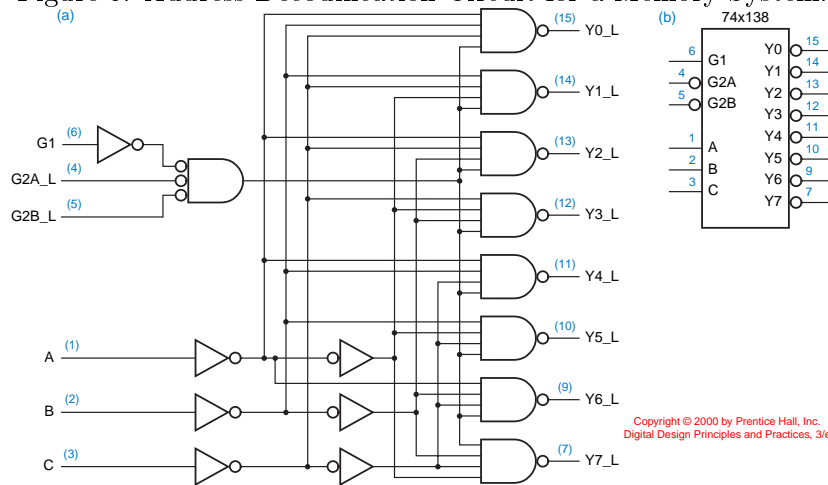 Figure 3: Address Decodification Circuit for a Memory System.
(a)
(15)
Y0_L
(14)
Y1_L
(6)
G1
(4)
G2A_L
(5)
G2B_L
(13)
Y2_L
(12)
Y3_L
(11)
Y4_L
(1)
A
(10)
Y5_L
(2)
B
(9)
Y6_L
(3)
C
(7)
Y7_L
(b)
74x138
6 G1 Y0 15
4 G2A Y1 14
5 G2B Y2 13
Y3 12
Y4 11
1 A Y5 10
2 B Y6 9
3 C Y7 7
Copyright © 2000 by Prentice Hall, Inc.
Digital Design Principles and Practices, 3/e